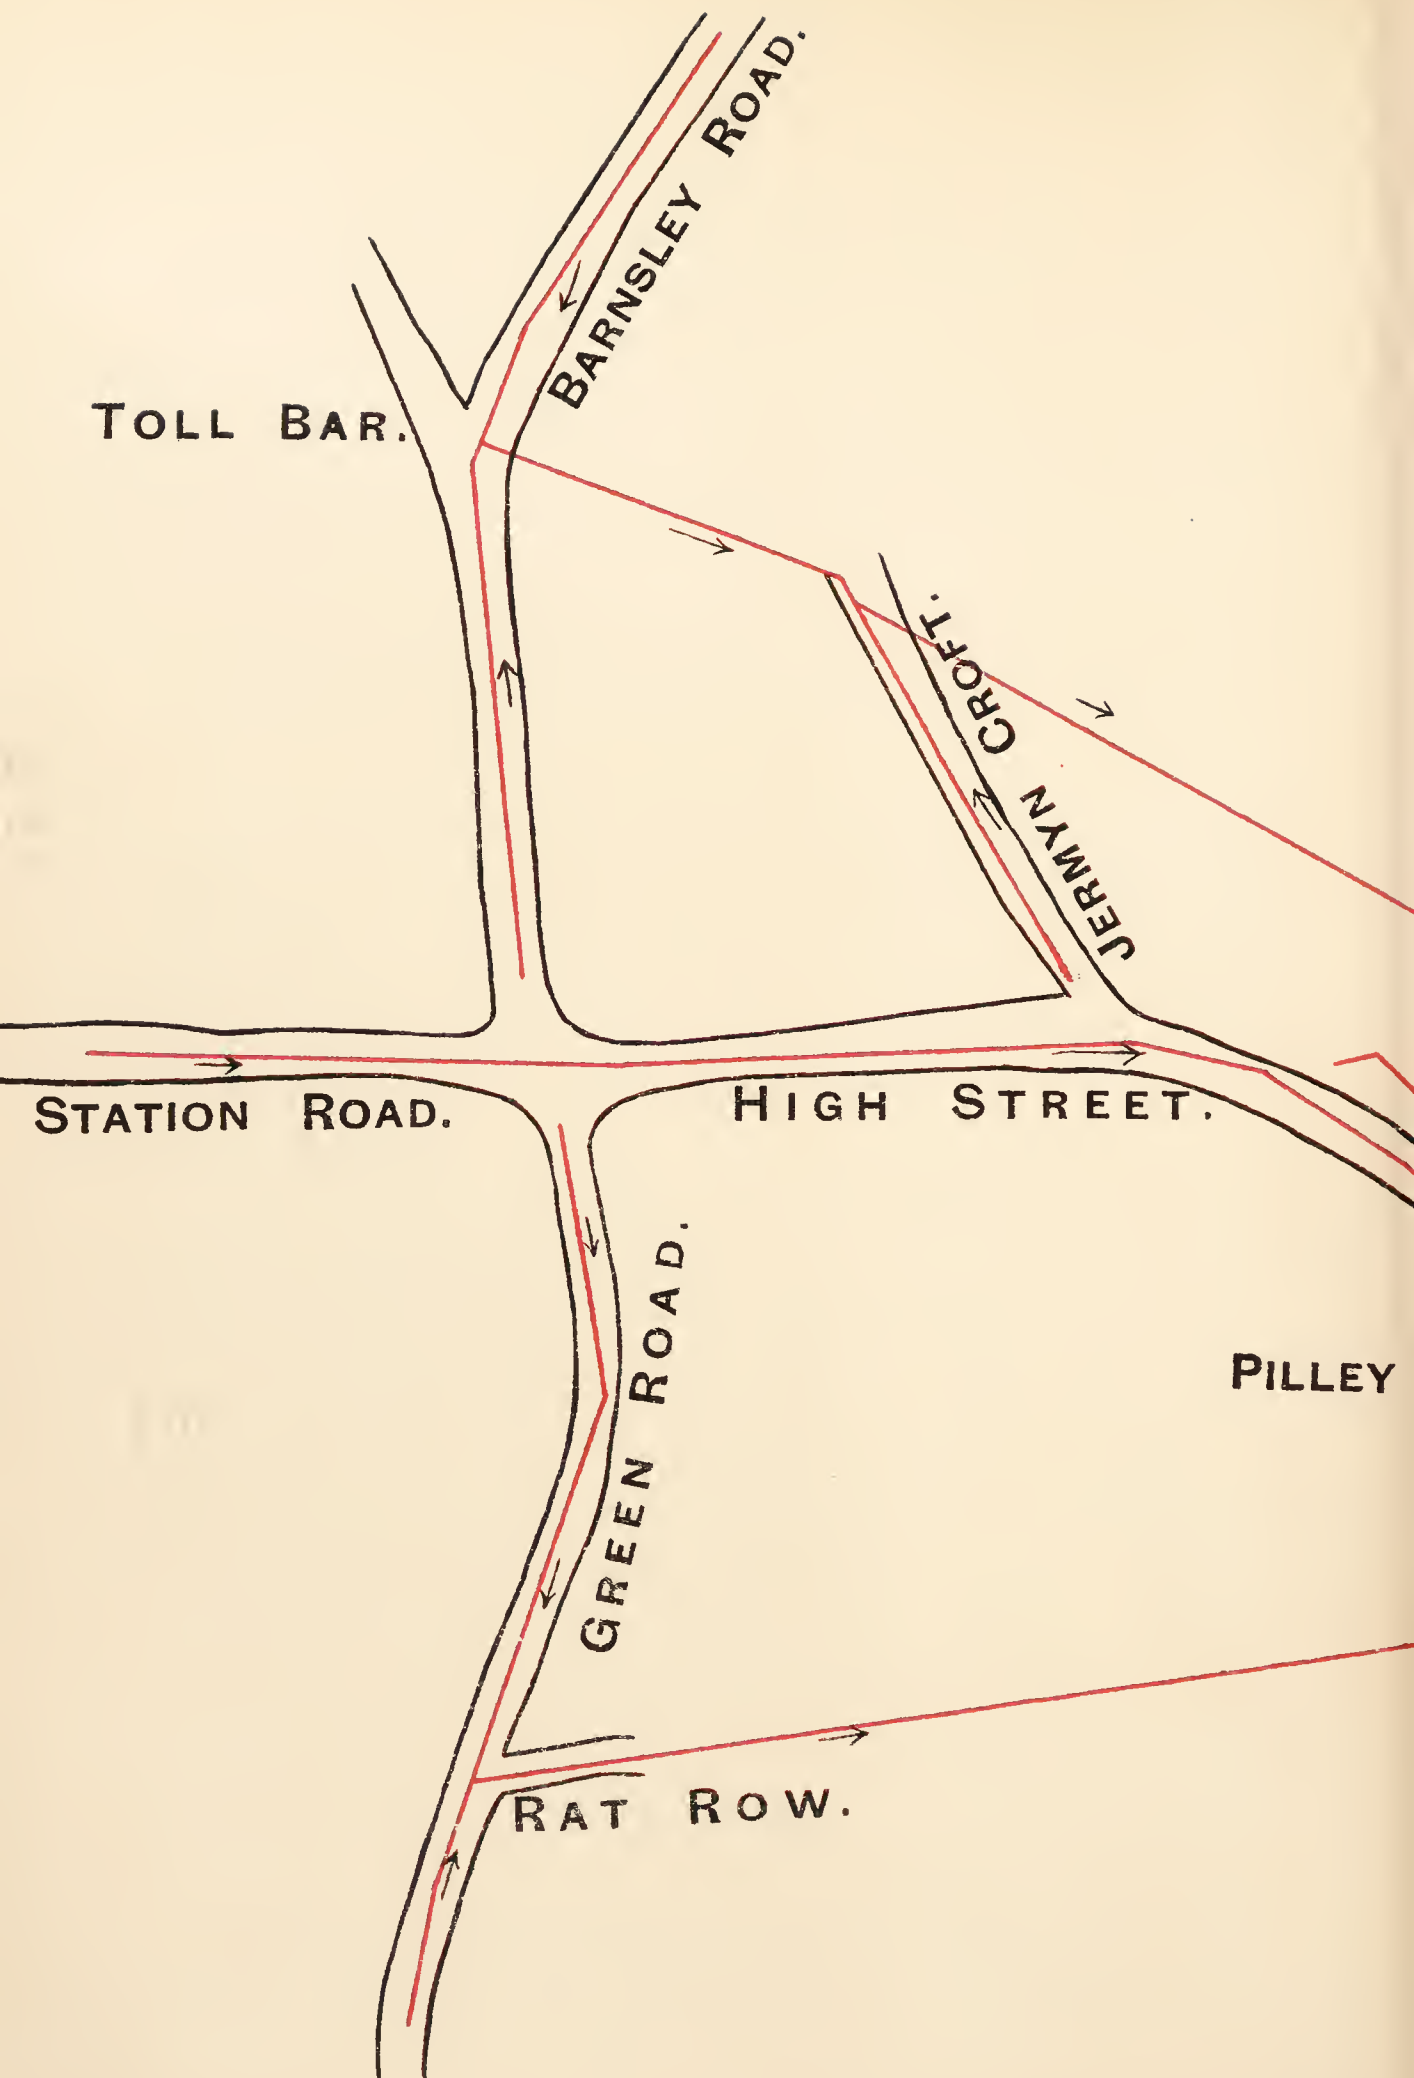 BARNSLEY ROAD.
TOLL BAR.
JERMYN CROFT.
STATION ROAD.
HIGH STREET.
GREEN ROAD.
PILLEY
RAT ROW.